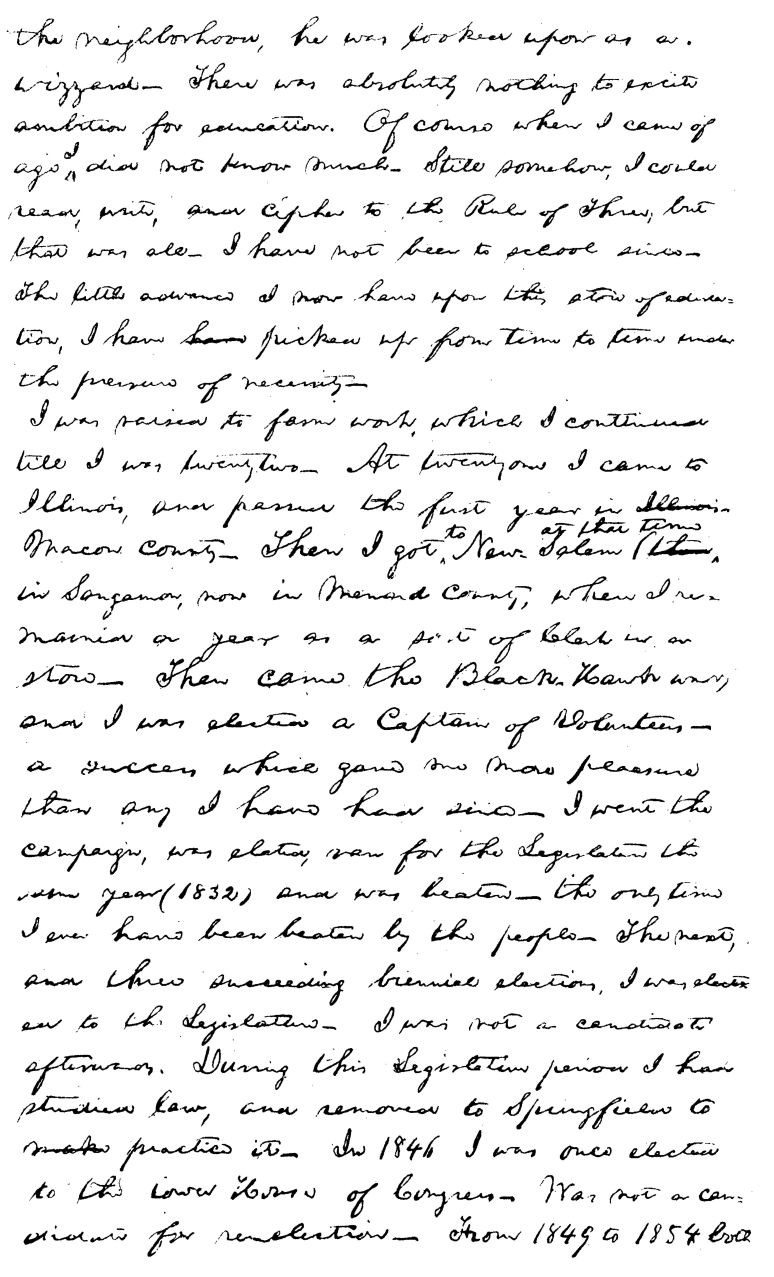 the neighborhood, he was looked upon as a
wizzard— There was absolutely nothing to excite
ambition for education. Of course when I came of
age I did not know much— Still somehow, I could
read, write, and cipher to the Rule of Three; but
that was all— I have not been to school since—
The little advance I now have upon this store of educa=
tion, I have have picked up from time to time under
the pressure of necessity—
I was raised to farm work, which I continued
till I was twentytwo— At twentyone I came to
Illinois, and passed the first year in Illinois-
Macon County— Then I got to New-Salem (then at that time
in Sangamon, now in Menard County, where I re-
mained a year as a sort of Clerk in a
store— Then came the Black-Hawk war,
and I was elected a Captain of Volunteers—
a success which gave me more pleasure
than any I have had since— I went the
campaign, was elated, ran for the Legislature the
same year (1832) and was beaten— the only time
I ever have been beaten by the people— The next,
and three succeeding biennial elections, I was elect
ed to the Legislature— I was not a candidate
afterwards. During this Legislative period I had
studied law, and removed to Springfield to
make practice it— In 1846 I was once elected
to the lower House of Congress— Was not a can-
didate for re-election— From 1849 to 1854 both